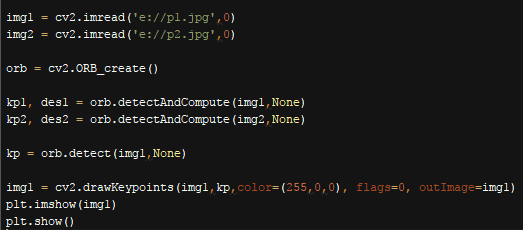 img1 = cv2.imread('e://p1.jpg',0)
img2 = cv2.imread('e://p2.jpg',0)
orb = cv2.ORB_create()
kp1, des1 = orb.detectAndCompute(img1,None)
kp2, des2 = orb.detectAndCompute(img2,None)
kp = orb.detect(img1,None)
img1 = cv2.drawKeypoints(img1,kp,color=(255,0,0), flags=0, outImage=img1)
plt.imshow(img1)
plt.show()